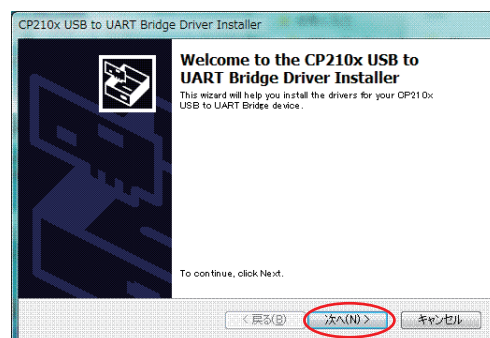 CP210x USB to UART Bridge Driver Installer
Welcome to the CP210x USB to
UART Bridge Driver Installer
This wizard will help you install the drivers for your CP210x
USB to UART Bridge device.
To continue, click Next.
< 戻る(B) 次へ(N) > キャンセル